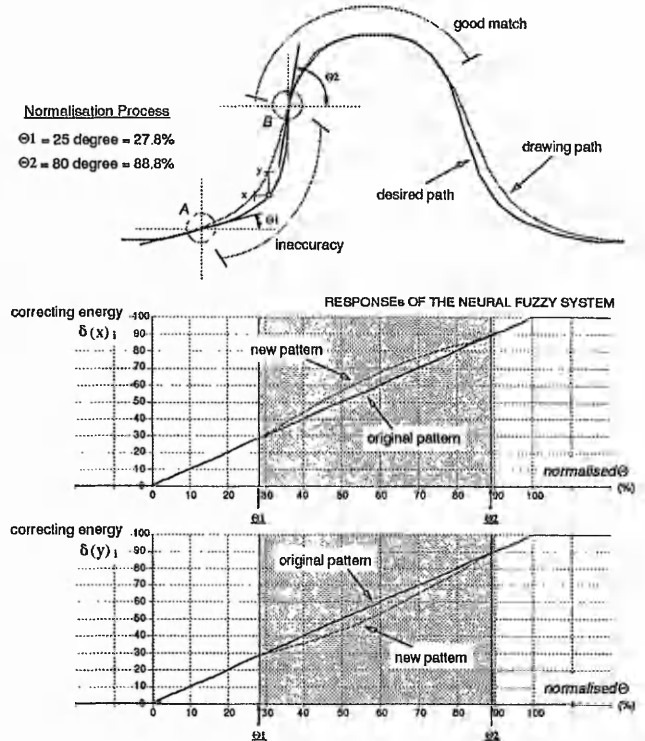 good match
Θ2
Normalisation Process
B
Θ1 = 25 degree = 27.8%
Θ2 = 80 degree = 88.8%
drawing path
y
desired path
x
A
Θ1
inaccuracy
RESPONSEs OF THE NEURAL FUZZY SYSTEM
correcting energy
δ(x)i
100
90
80
new pattern
70
60
50
40
original pattern
30
20
10
normalisedΘ
0
0 10 20 30 40 50 60 70 80 90 100 (%)
Θ1 Θ2
correcting energy
δ(y)i
100
90
original pattern
80
70
60
50
40
new pattern
30
20
10
normalisedΘ
0
0 10 20 30 40 50 60 70 80 90 100 (%)
Θ1 Θ2